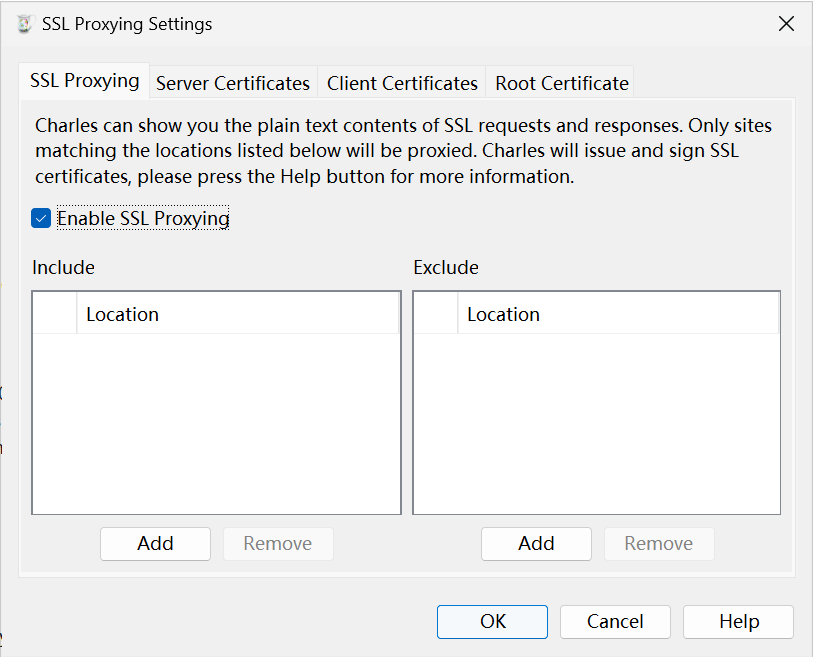 SSL Proxying Settings
SSL Proxying
Server Certificates
Client Certificates
Root Certificate
Charles can show you the plain text contents of SSL requests and responses. Only sites
matching the locations listed below will be proxied. Charles will issue and sign SSL
certificates, please press the Help button for more information.
Enable SSL Proxying
Include
Exclude
Location
Location
Add
Remove
Add
Remove
OK
Cancel
Help